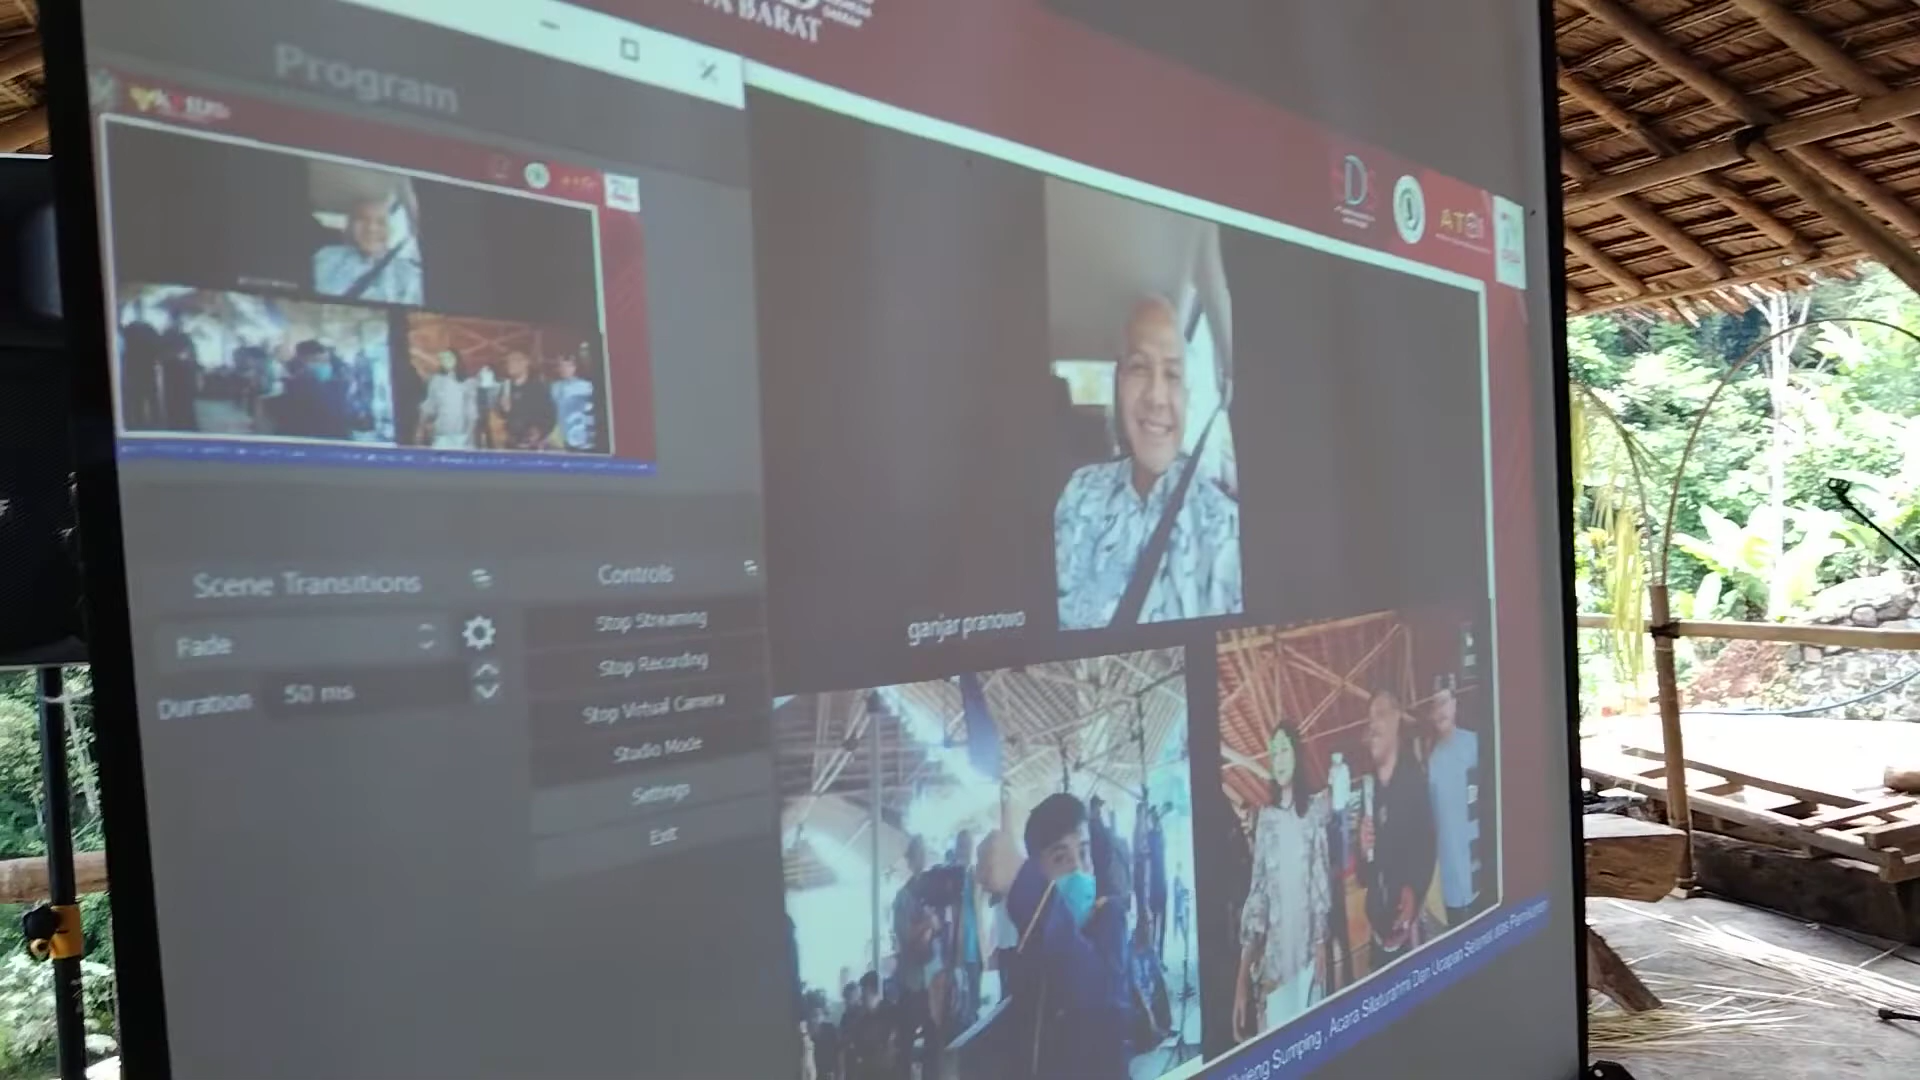 A BARAT
Program
ATOI
ganjar pranowo
Scene Transitions
Fade
Duration 50 ms
Controls
Stop Streaming
Stop Recording
Stop Virtual Camera
Studio Mode
Settings
Exit
Sumping , Acara Silaturahmi Dan Ucapan Selamat atas